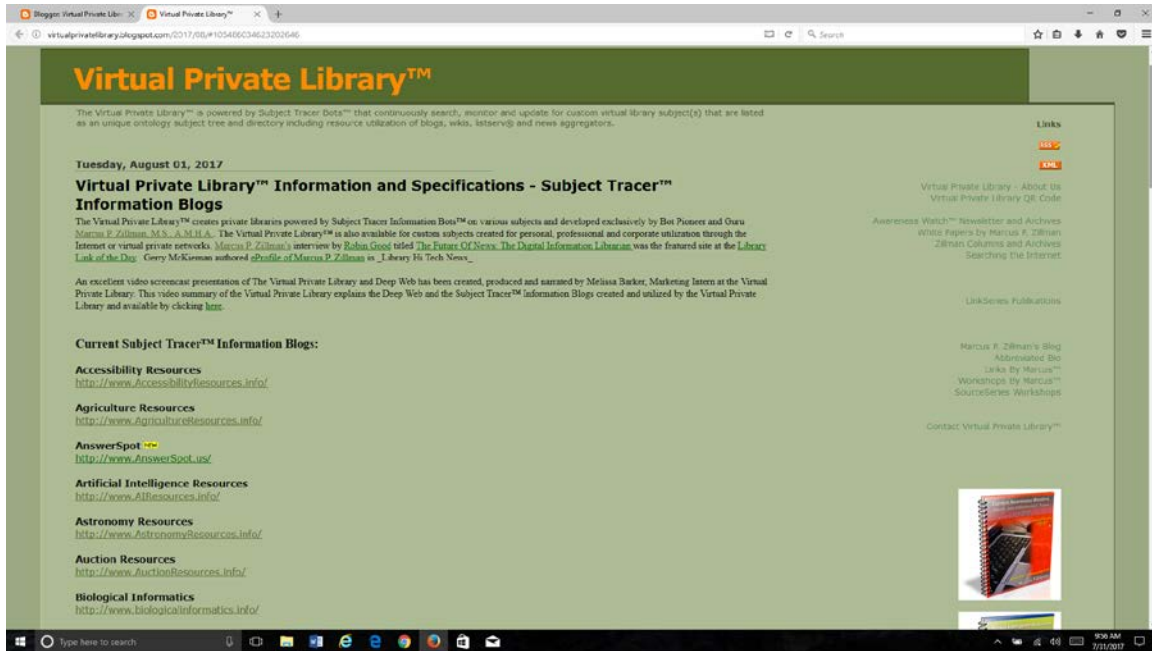 Blogger: Virtual Private Libr
Virtual Private Library™
virtualprivatelibrary.blogspot.com/2017/08/#105486034623202646
Search
Virtual Private Library™
The Virtual Private Library™ is powered by Subject Tracer Bots™ that continuously search, monitor and update for custom virtual library subject(s) that are listed
as an unique ontology subject tree and directory including resource utilization of blogs, wikis, listserv® and news aggregators.
Links
RSS
XML
Tuesday, August 01, 2017
Virtual Private Library™ Information and Specifications - Subject Tracer™
Information Blogs
The Virtual Private Library™ creates private libraries powered by Subject Tracer Information Bots™ on various subjects and developed exclusively by Bot Pioneer and Guru
Marcus P. Zillman, M.S., A.M.H.A.. The Virtual Private Library™ is also available for custom subjects created for personal, professional and corporate utilization through the
Internet or virtual private networks. Marcus P. Zillman's interview by Robin Good titled The Future Of News: The Digital Information Librarian was the featured site at the Library
Link of the Day. Gerry McKiernan authored eProfile of Marcus P. Zillman in _Library Hi Tech News_
An excellent video screencast presentation of The Virtual Private Library and Deep Web has been created, produced and narrated by Melissa Barker, Marketing Intern at the Virtual
Private Library. This video summary of the Virtual Private Library explains the Deep Web and the Subject Tracer™ Information Blogs created and utilized by the Virtual Private
Library and available by clicking here.
Current Subject Tracer™ Information Blogs:
Accessibility Resources
http://www.AccessibilityResources.info/
Agriculture Resources
http://www.AgricultureResources.info/
AnswerSpot NEW
http://www.AnswerSpot.us/
Artificial Intelligence Resources
http://www.AIResources.info/
Astronomy Resources
http://www.AstronomyResources.info/
Auction Resources
http://www.AuctionResources.info/
Biological Informatics
http://www.biologicalinformatics.info/
Virtual Private Library - About Us
Virtual Private Library QR Code
Awareness Watch™ Newsletter and Archives
White Papers by Marcus P. Zillman
Zillman Columns and Archives
Searching the Internet
LinkSeries Publications
Marcus P. Zillman's Blog
Abbreviated Bio
Links By Marcus™
Workshops by Marcus™
SourceSeries Workshops
Contact Virtual Private Library™
Type here to search
9:56 AM
7/31/2017